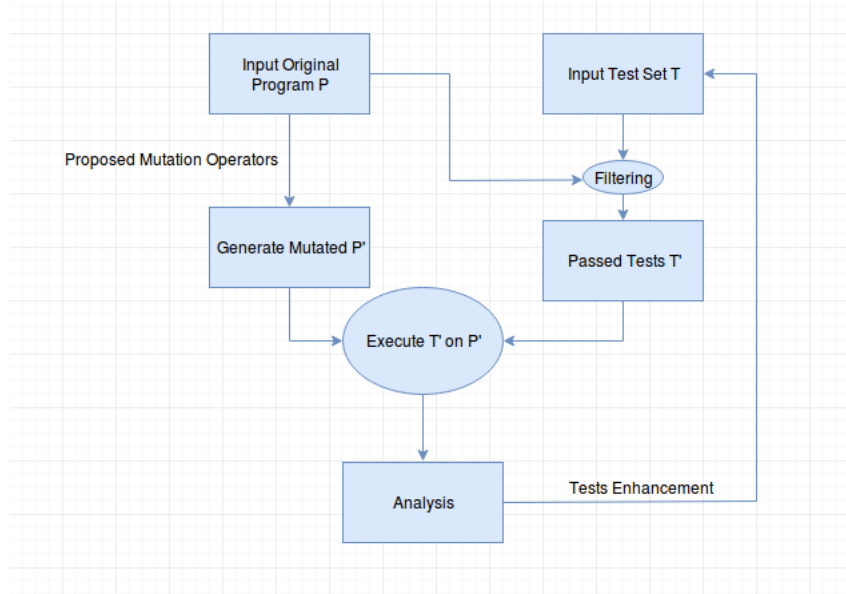 Input Original
Program P
Input Test Set T
Proposed Mutation Operators
Filtering
Generate Mutated P'
Passed Tests T'
Execute T' on P'
Tests Enhancement
Analysis